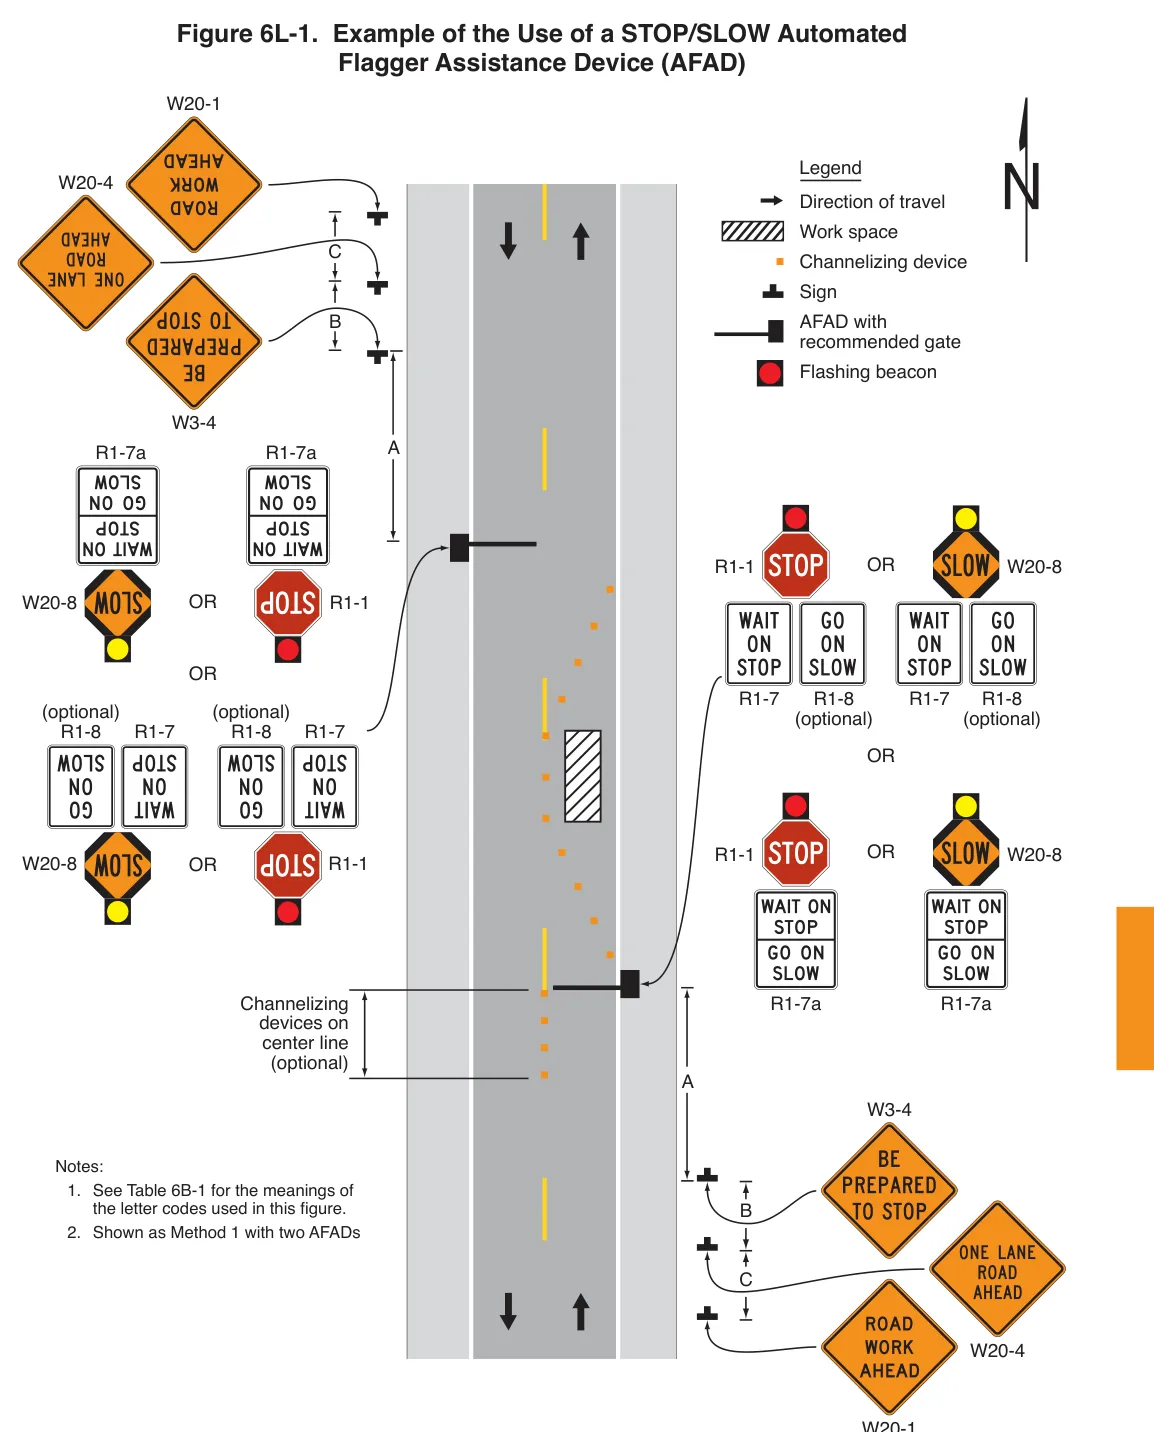 Figure 6L-1. Example of the Use of a STOP/SLOW Automated
Flagger Assistance Device (AFAD)
W20-1
ROAD
WORK
AHEAD
W20-4
ONE LANE
ROAD
AHEAD
BE
PREPARED
TO STOP
W3-4
C
B
A
N
Legend
Direction of travel
Work space
Channelizing device
Sign
AFAD with
recommended gate
Flashing beacon
R1-7a
WAIT ON
STOP
GO ON
SLOW
R1-7a
WAIT ON
STOP
GO ON
SLOW
W20-8
SLOW
OR
STOP
R1-1
OR
(optional)
R1-8
R1-7
GO
ON
SLOW
WAIT
ON
STOP
(optional)
R1-8
R1-7
GO
ON
SLOW
WAIT
ON
STOP
W20-8
SLOW
OR
STOP
R1-1
R1-1
STOP
OR
SLOW
W20-8
WAIT
ON
STOP
GO
ON
SLOW
WAIT
ON
STOP
GO
ON
SLOW
R1-7
R1-8
(optional)
R1-7
R1-8
(optional)
OR
R1-1
STOP
OR
SLOW
W20-8
WAIT ON
STOP
GO ON
SLOW
R1-7a
WAIT ON
STOP
GO ON
SLOW
R1-7a
Channelizing
devices on
center line
(optional)
A
B
C
W3-4
BE
PREPARED
TO STOP
ONE LANE
ROAD
AHEAD
W20-4
ROAD
WORK
AHEAD
W20-1
Notes:
1. See Table 6B-1 for the meanings of
the letter codes used in this figure.
2. Shown as Method 1 with two AFADs